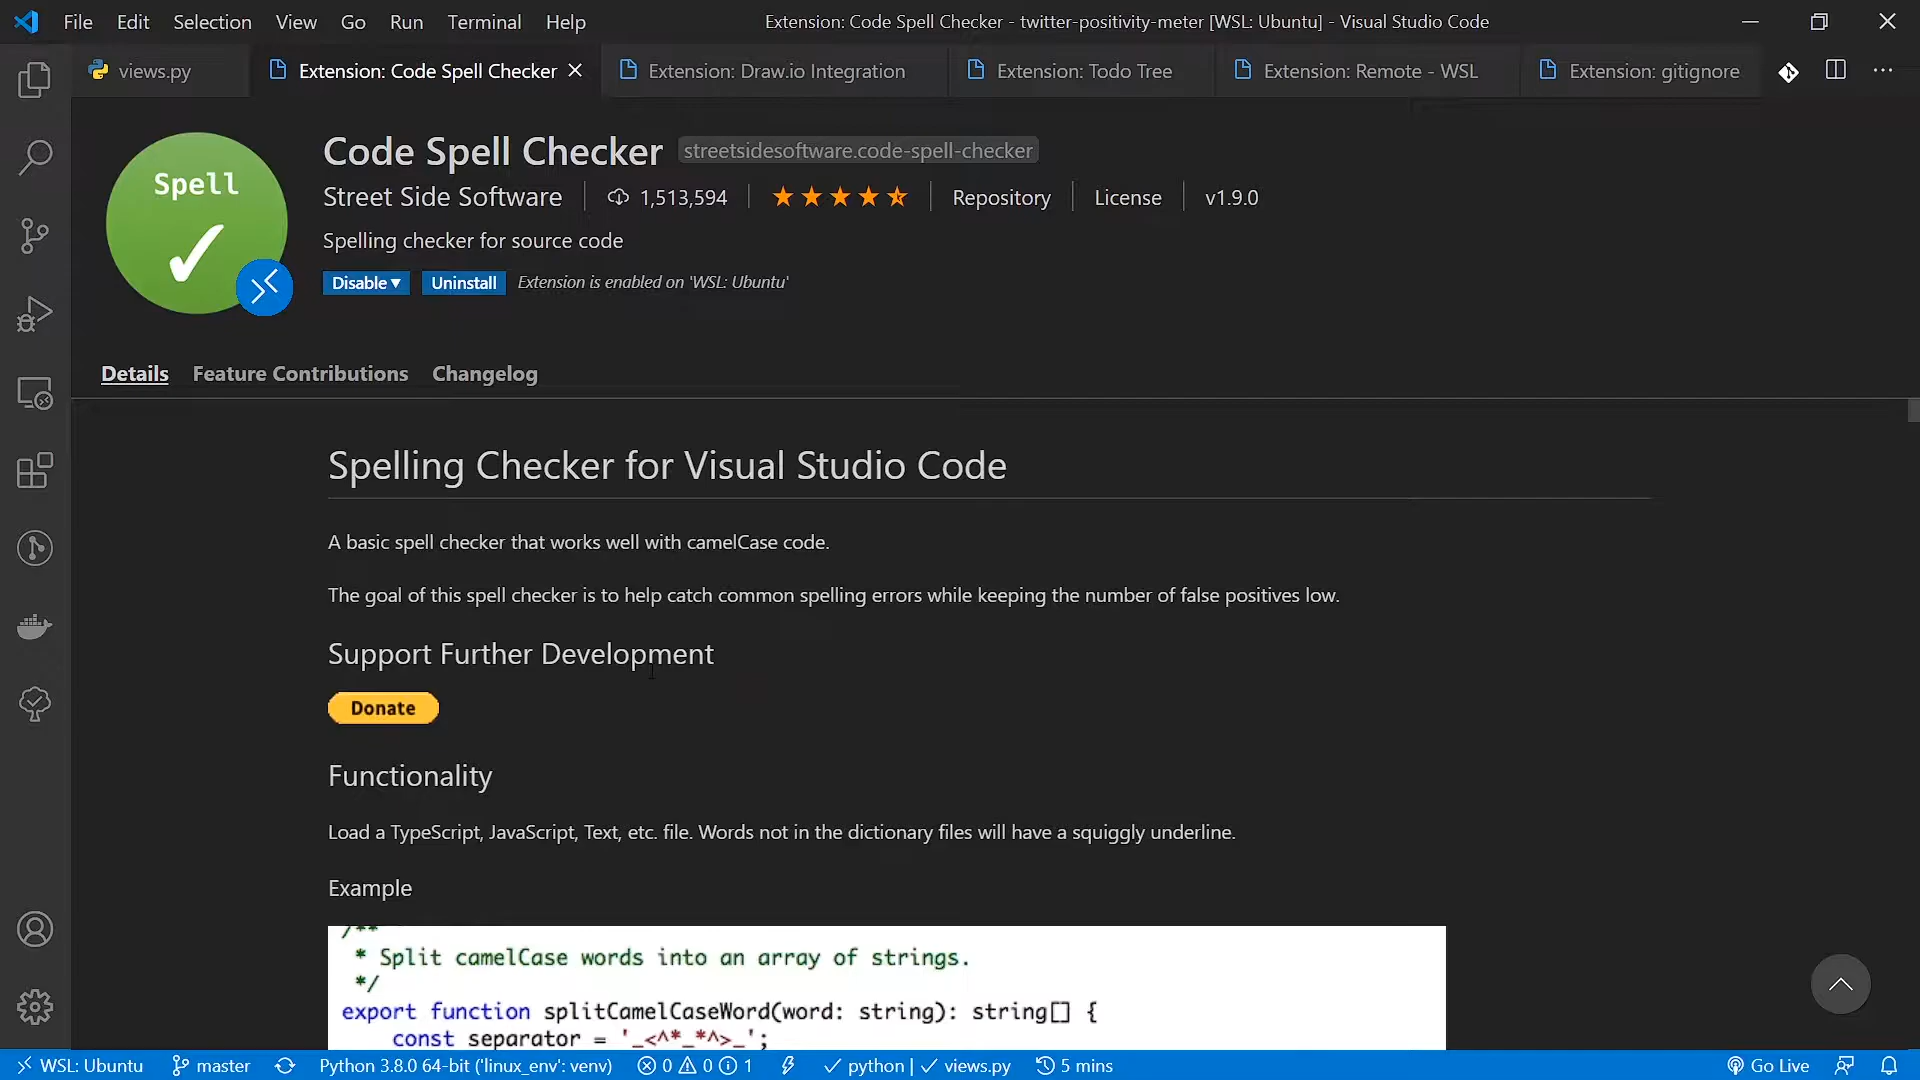 File Edit Selection View Go Run Terminal Help Extension: Code Spell Checker - twitter-positivity-meter [WSL: Ubuntu] - Visual Studio Code
views.py Extension: Code Spell Checker Extension: Draw.io Integration Extension: Todo Tree Extension: Remote - WSL Extension: gitignore
Spell
Code Spell Checker streetsidesoftware.code-spell-checker
Street Side Software 1,513,594 Repository License v1.9.0
Spelling checker for source code
Disable Uninstall Extension is enabled on 'WSL: Ubuntu'
Details Feature Contributions Changelog
Spelling Checker for Visual Studio Code
A basic spell checker that works well with camelCase code.
The goal of this spell checker is to help catch common spelling errors while keeping the number of false positives low.
Support Further Development
Donate
Functionality
Load a TypeScript, JavaScript, Text, etc. file. Words not in the dictionary files will have a squiggly underline.
Example
/**
* Split camelCase words into an array of strings.
*/
export function splitCamelCaseWord(word: string): string[] {
const separator = '_<^*_*^>_';
WSL: Ubuntu master Python 3.8.0 64-bit ('linux_env': venv) 0 0 1 python | views.py 5 mins Go Live